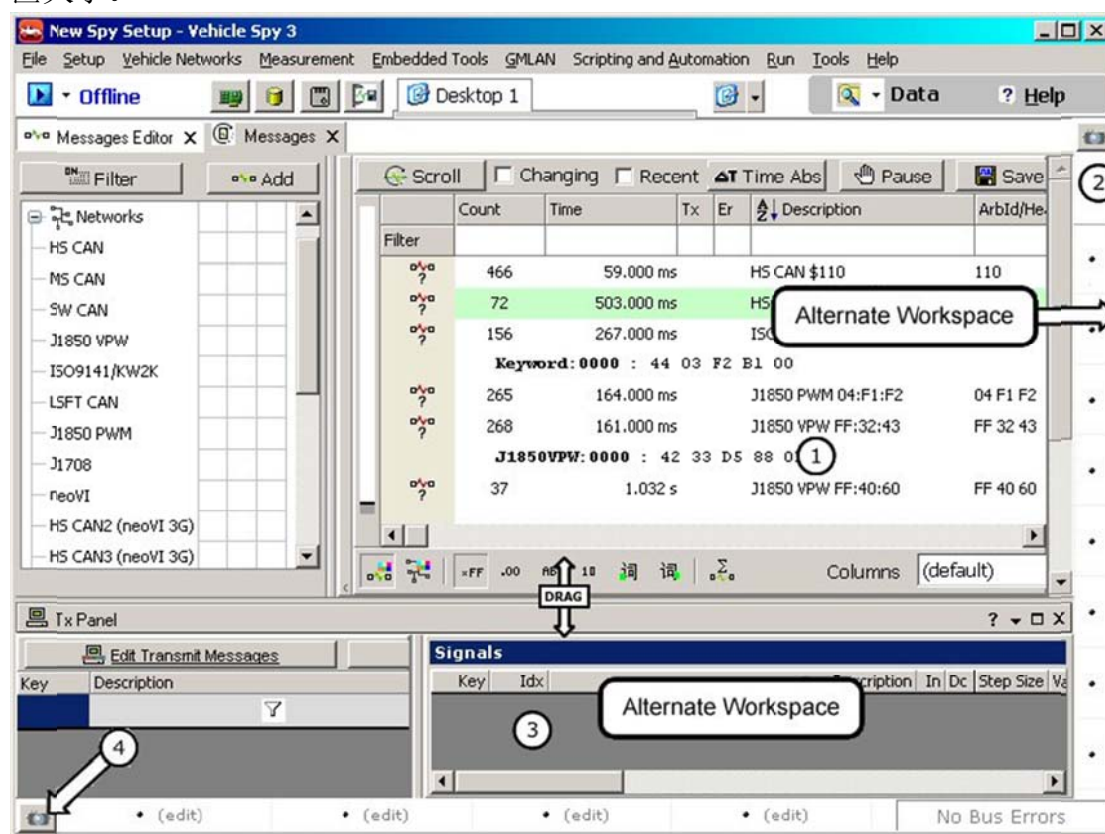 New Spy Setup - Vehicle Spy 3
File Setup Vehicle Networks Measurement Embedded Tools GMLAN Scripting and Automation Run Tools Help
Offline Desktop 1 Data ? Help
Messages Editor X Messages X
Filter Add Scroll Changing Recent ΔT Time Abs Pause Save
2
Networks
HS CAN
MS CAN
SW CAN
J1850 VPW
ISO9141/KW2K
LSFT CAN
J1850 PWM
J1708
neoVI
HS CAN2 (neoVI 3G)
HS CAN3 (neoVI 3G)
Count Time Tx Er Description ArbId/He
Filter
466 59.000 ms HS CAN $110 110
72 503.000 ms HS
Alternate Workspace
156 267.000 ms ISO
Keyword:0000 : 44 03 F2 B1 00
265 164.000 ms J1850 PWM 04:F1:F2 04 F1 F2
268 161.000 ms J1850 VPW FF:32:43 FF 32 43
J1850VPW:0000 : 42 33 D5 88 0
1
37 1.032 s J1850 VPW FF:40:60 FF 40 60
=FF .00 10 词 词 Σ Columns (default)
DRAG
Tx Panel ? X
Edit Transmit Messages
Key Description
Signals
Key Idx Description In Dc Step Size Va
Alternate Workspace
3
4
(edit) (edit) (edit) (edit) No Bus Errors